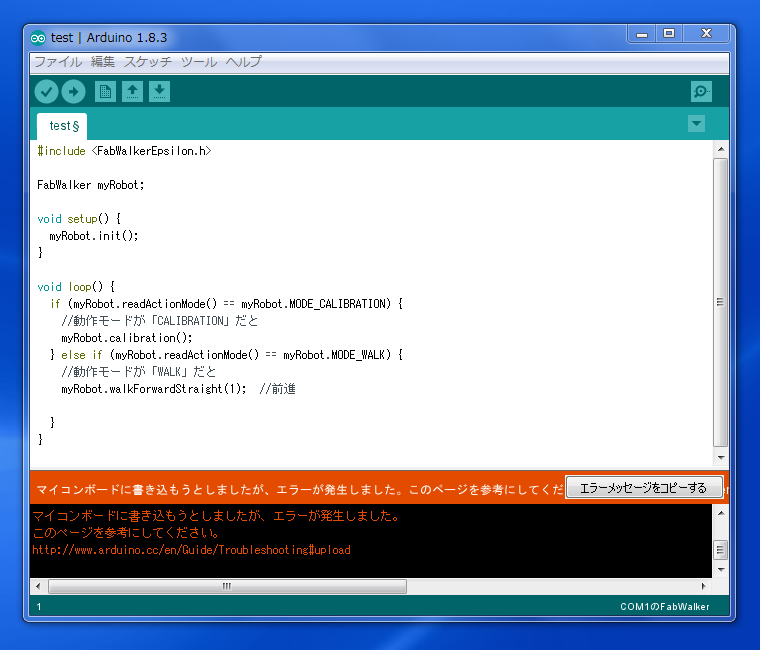 test | Arduino 1.8.3
ファイル 編集 スケッチ ツール ヘルプ
test §
#include <FabWalkerEpsilon.h>
FabWalker myRobot;
void setup() {
myRobot.init();
}
void loop() {
if (myRobot.readActionMode() == myRobot.MODE_CALIBRATION) {
//動作モードが「CALIBRATION」だと
myRobot.calibration();
} else if (myRobot.readActionMode() == myRobot.MODE_WALK) {
//動作モードが「WALK」だと
myRobot.walkForwardStraight(1); //前進
}
}
マイコンボードに書き込もうとしましたが、エラーが発生しました。このページを参考にしてくだ
エラーメッセージをコピーする
マイコンボードに書き込もうとしましたが、エラーが発生しました。
このページを参考にしてください。
http://www.arduino.cc/en/Guide/Troubleshooting#upload
1
COM1のFabWalker